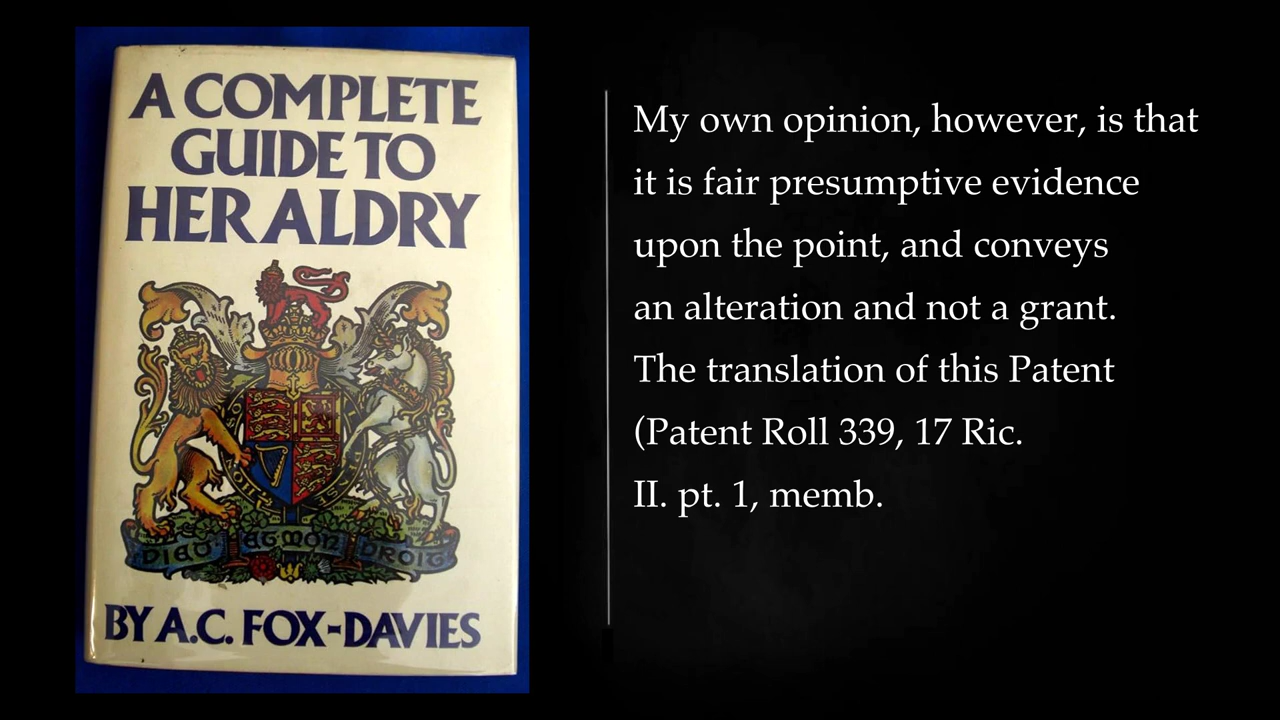 A COMPLETE
GUIDE TO
HERALDRY
DIEU ET MON DROIT
BY A.C. FOX-DAVIES
My own opinion, however, is that
it is fair presumptive evidence
upon the point, and conveys
an alteration and not a grant.
The translation of this Patent
(Patent Roll 339, 17 Ric.
II. pt. 1, memb.